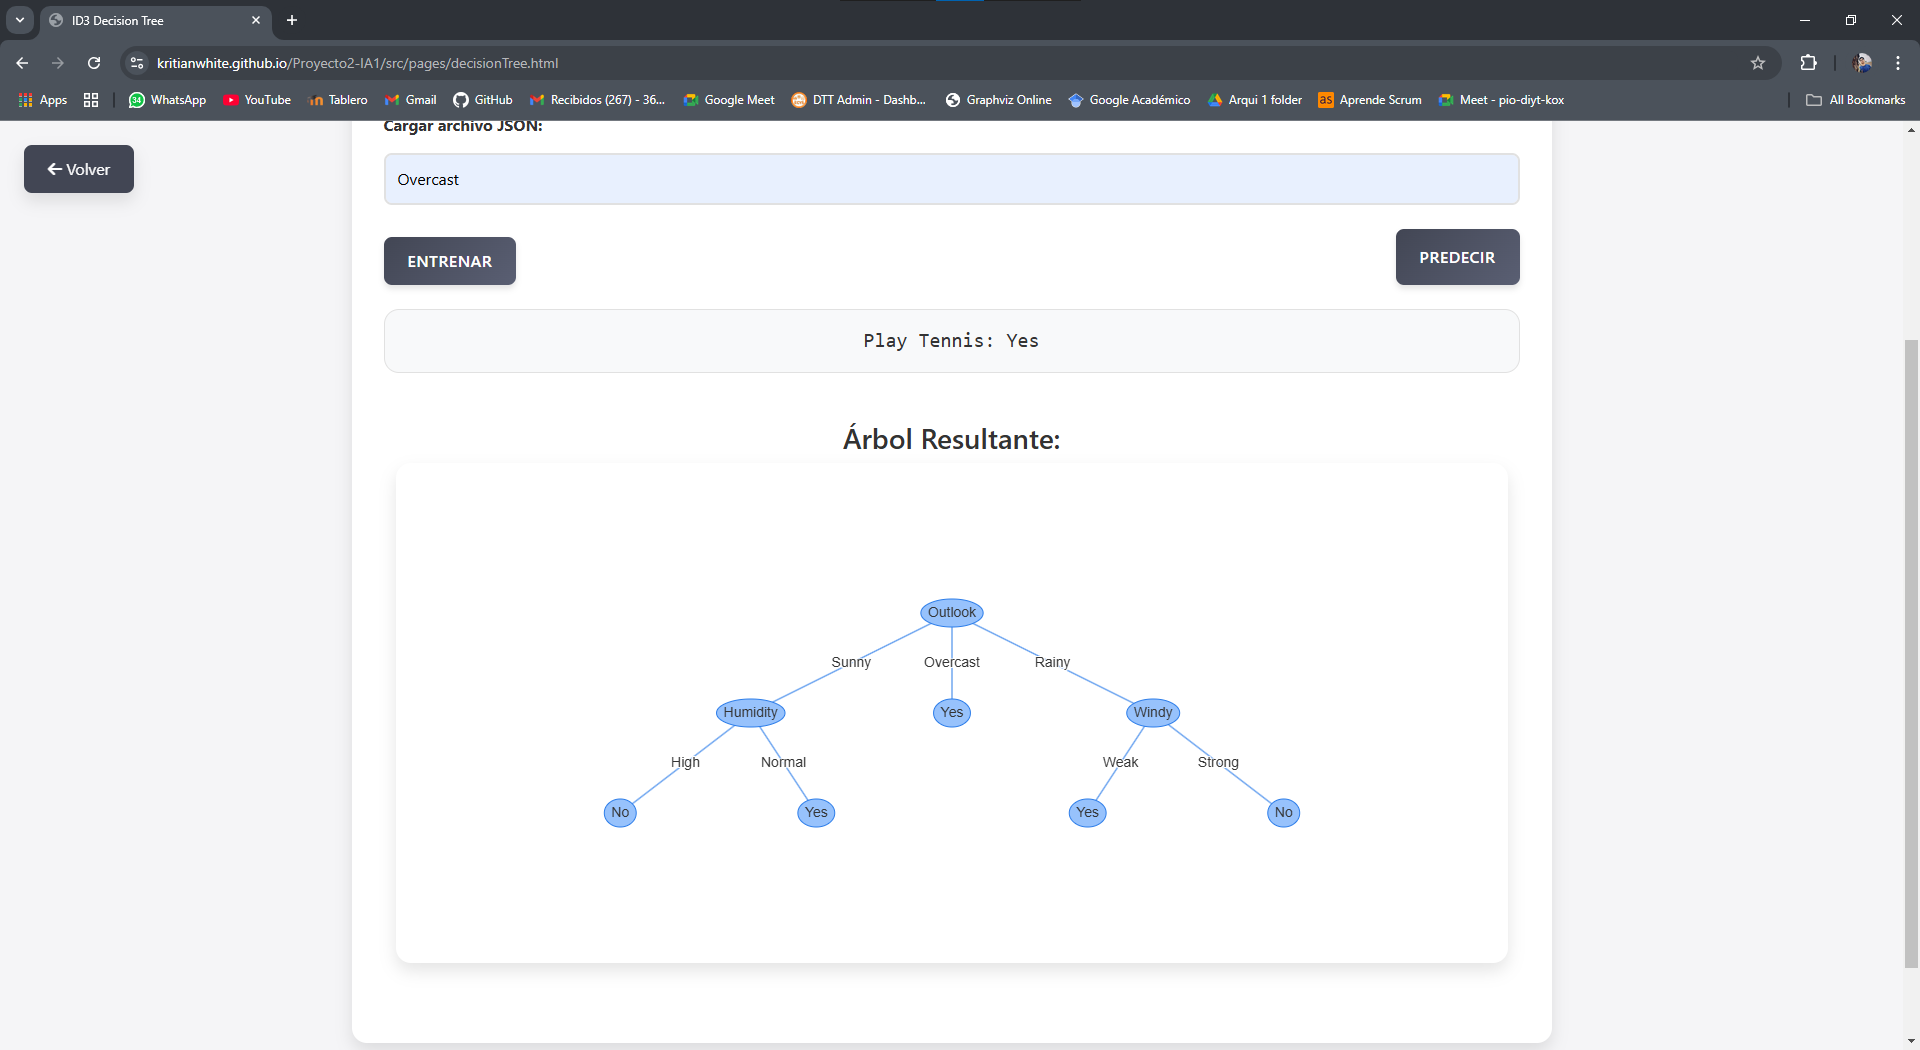 ID3 Decision Tree
kritianwhite.github.io/Proyecto2-IA1/src/pages/decisionTree.html
Apps 34 WhatsApp YouTube Tablero Gmail GitHub Recibidos (267) - 36... Google Meet DTT Admin - Dashb... Graphviz Online Google Académico Arqui 1 folder as Aprende Scrum Meet - pio-diyt-kox All Bookmarks
Cargar archivo JSON:
Volver
Overcast
ENTRENAR PREDECIR
Play Tennis: Yes
Árbol Resultante:
Outlook
Sunny Overcast Rainy
Humidity Yes Windy
High Normal Weak Strong
No Yes Yes No